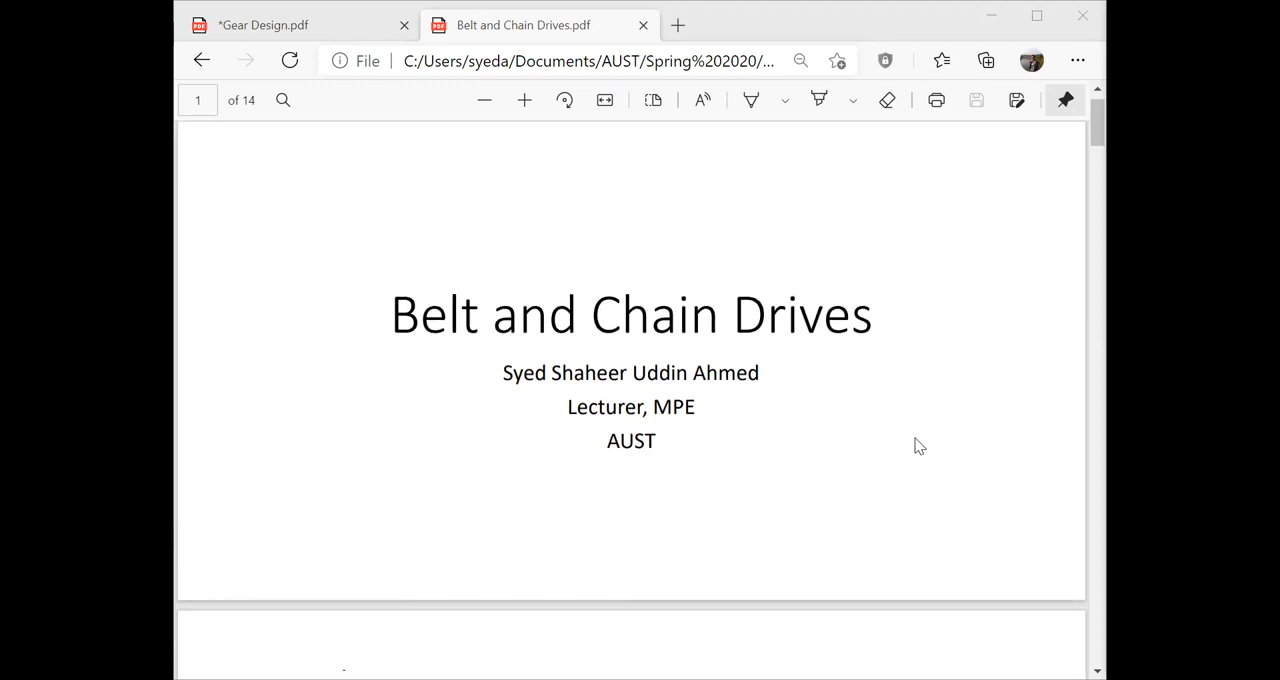 *Gear Design.pdf
Belt and Chain Drives.pdf
File
C:/Users/syeda/Documents/AUST/Spring%202020/...
1
of 14
Belt and Chain Drives
Syed Shaheer Uddin Ahmed
Lecturer, MPE
AUST